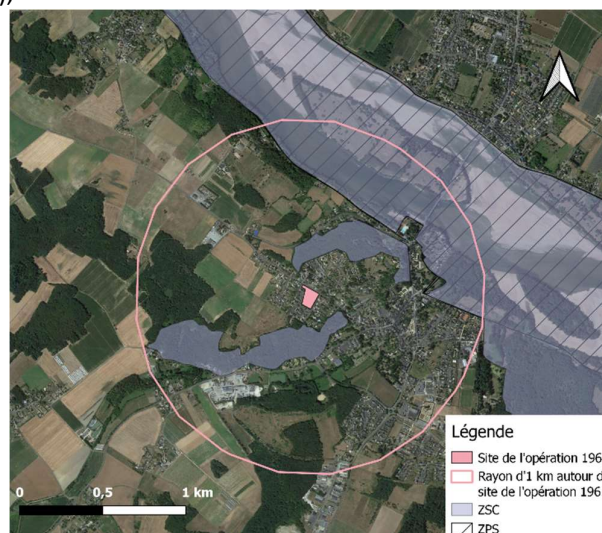 Légende
Site de l'opération 196
Rayon d'1 km autour d
site de l'opération 196
ZSC
ZPS
0 0,5 1 km